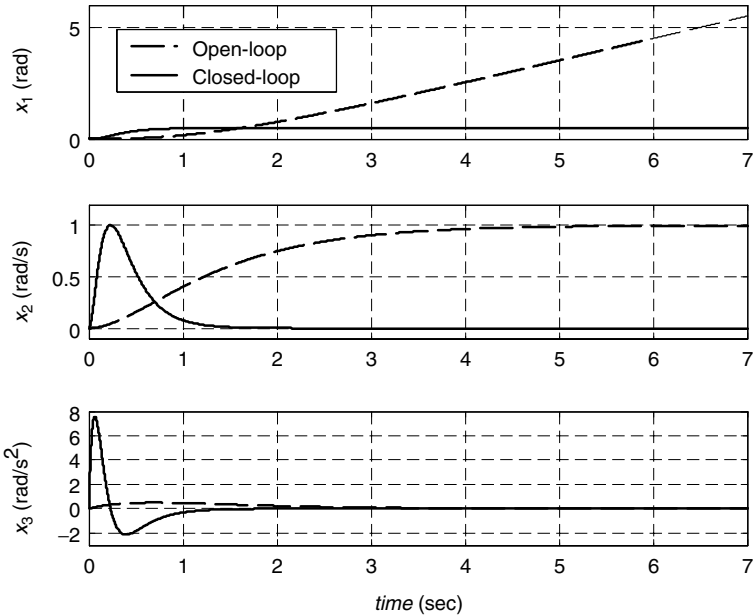 5
x₁ (rad)
Open-loop
Closed-loop
0
0 1 2 3 4 5 6 7
1
x₂ (rad/s)
0.5
0
0 1 2 3 4 5 6 7
8
6
4
x₃ (rad/s²)
2
0
−2
0 1 2 3 4 5 6 7
time (sec)